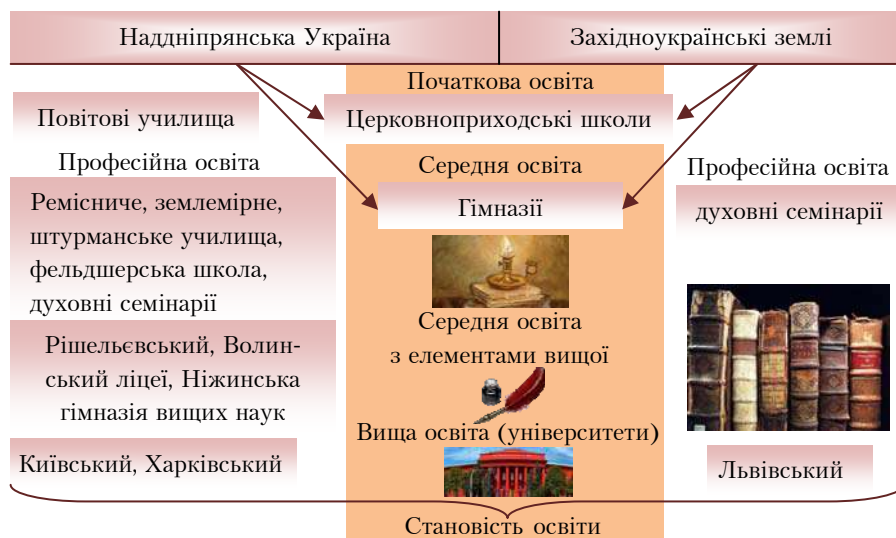 Наддніпрянська Україна
Західноукраїнські землі
Початкова освіта
Повітові училища
Церковноприходські школи
Професійна освіта
Середня освіта
Професійна освіта
Ремісниче, землемірне,
штурманське училища,
фельдшерська школа,
духовні семінарії
Гімназії
духовні семінарії
Середня освіта
з елементами вищої
Рішельєвський, Волин-
ський ліцеї, Ніжинська
гімназія вищих наук
Вища освіта (університети)
Київський, Харківський
Львівський
Становість освіти